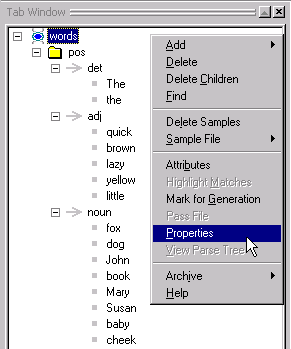 Tab Window
words
pos
det
The
the
adj
quick
brown
lazy
yellow
little
noun
fox
dog
John
book
Mary
Susan
baby
cheek
Add
Delete
Delete Children
Find
Delete Samples
Sample File
Attributes
Highlight Matches
Mark for Generation
Pass File
Properties
View Parse Tree
Archive
Help